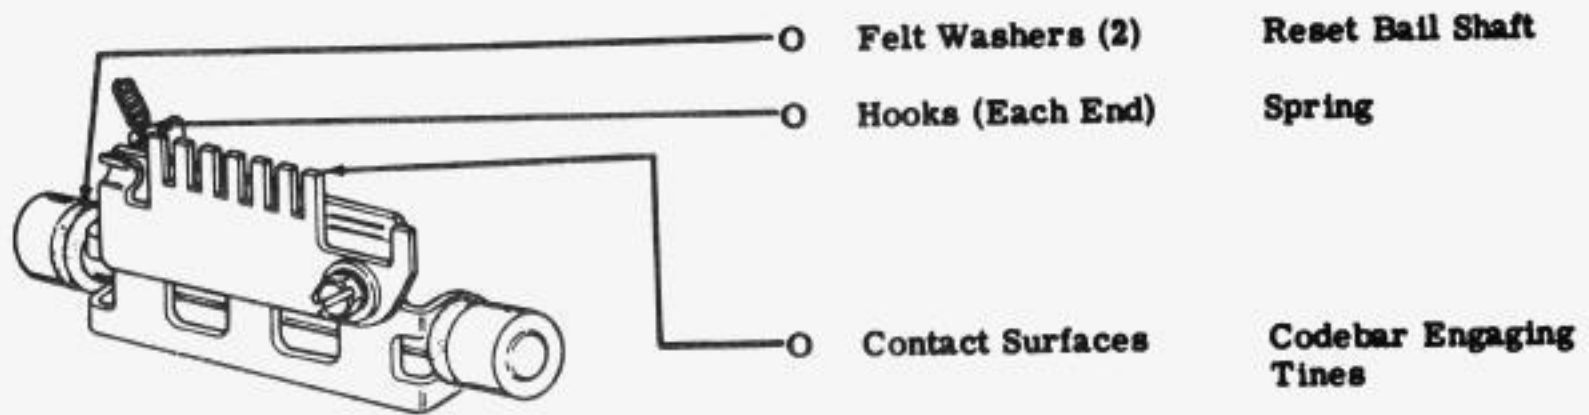 O Felt Washers (2) Reset Bail Shaft
O Hooks (Each End) Spring
O Contact Surfaces Codebar Engaging
Tines